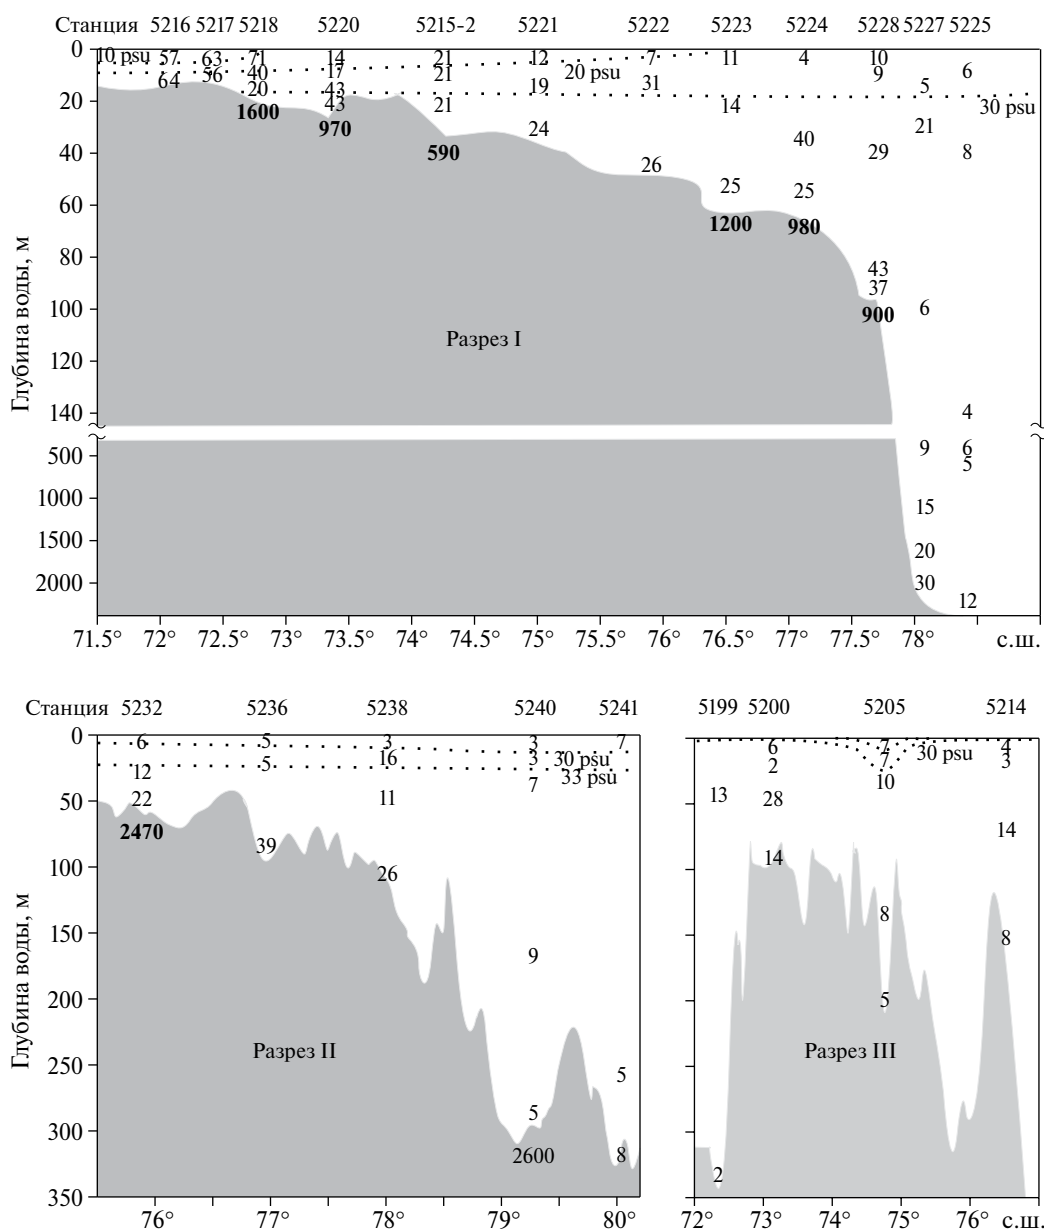 Станция 5216 5217 5218 5220 5215-2 5221 5222 5223 5224 5228 5227 5225
0 10 psu 57 63 71 14 21 12 7 11 4 10
64 56 40 17 21 20 psu 9 6
20 43 19 31 5
20 1600 43 21 14 30 psu
970 24 40 21
40 590 26 29 8
25 25
60 1200 980
80 43
37
100 900 6
Разрез I
120
140 4
500 9 6
5
1000 15
1500 20
2000 30
12
71.5° 72° 72.5° 73° 73.5° 74° 74.5° 75° 75.5° 76° 76.5° 77° 77.5° 78° с.ш.
Глубина воды, м
Станция 5232 5236 5238 5240 5241
0 6 5 3 3 7
5 16 3 30 psu
12 7 33 psu
50 22 11
2470
39
100 26
150 9
200
Разрез II
250 5
5
300 2600 8
350
76° 77° 78° 79° 80°
Глубина воды, м
5199 5200 5205 5214
6 7 4
2 7 30 psu 3
13 28 10
14 14
8 8
5
Разрез III
2
72° 73° 74° 75° 76° с.ш.